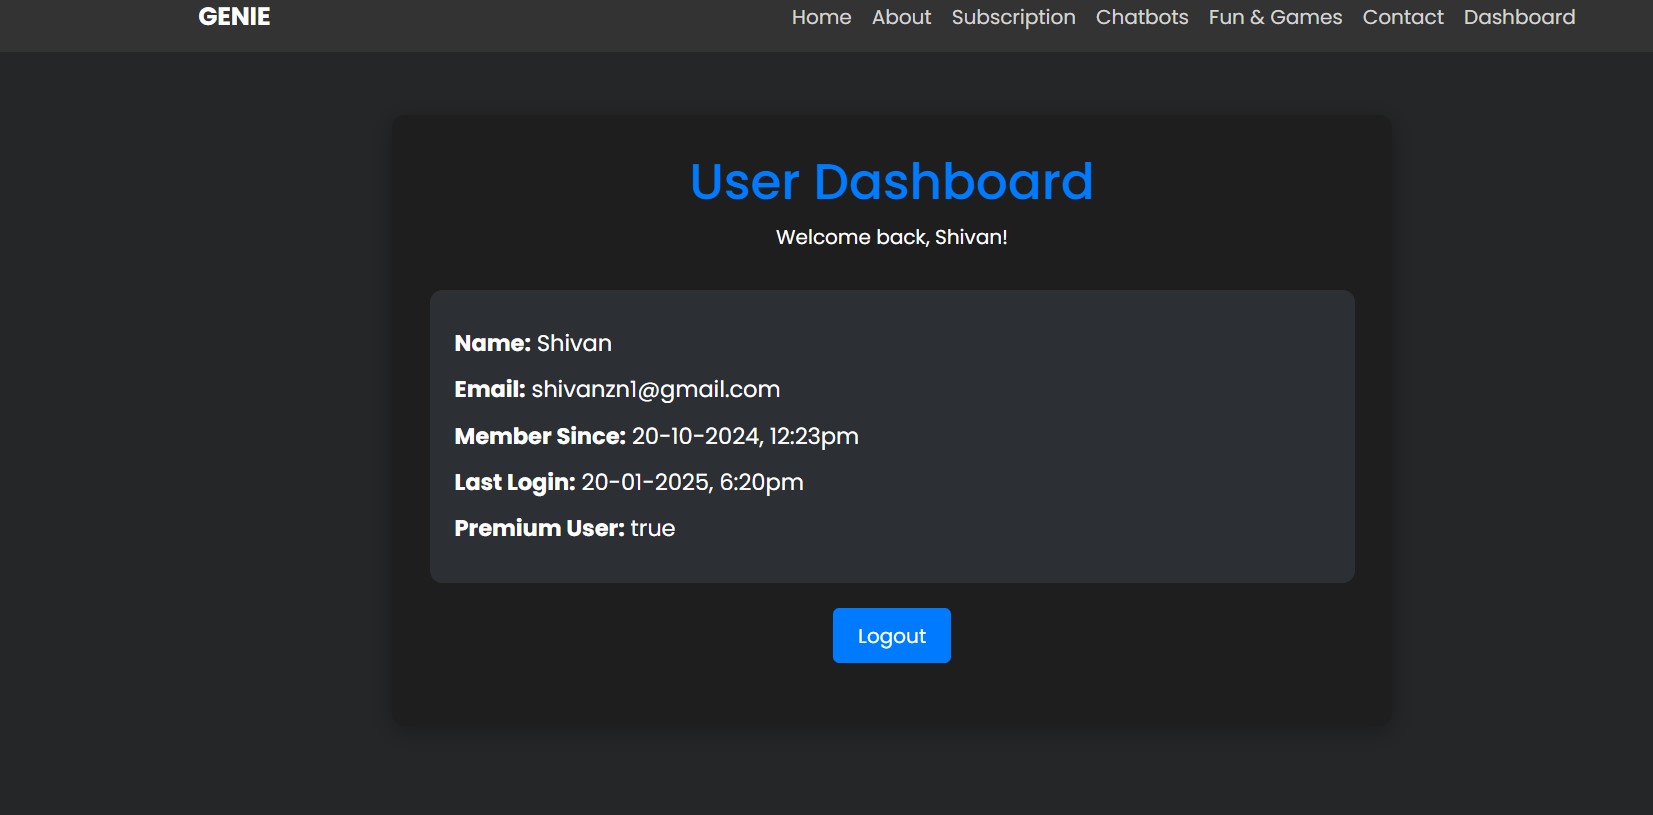 GENIE
Home About Subscription Chatbots Fun & Games Contact Dashboard
User Dashboard
Welcome back, Shivan!
Name: Shivan
Email: shivanzn1@gmail.com
Member Since: 20-10-2024, 12:23pm
Last Login: 20-01-2025, 6:20pm
Premium User: true
Logout